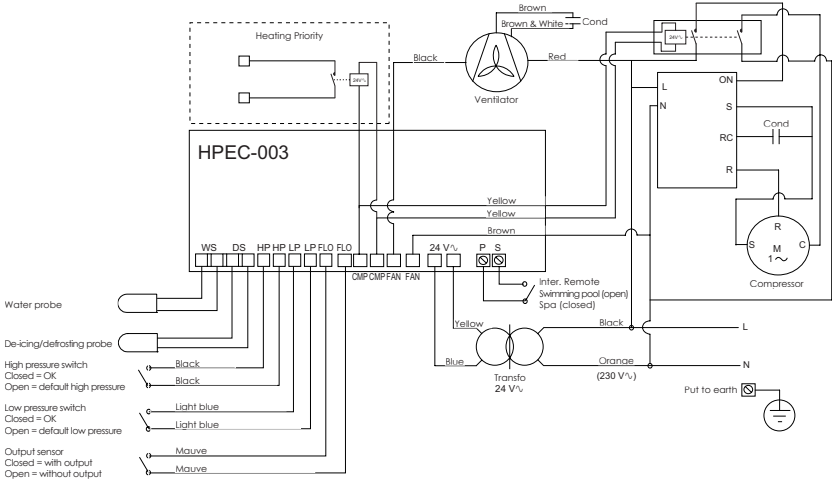 Brown
Brown & White
Cond
Heating Priority
24V∿
Black
Red
Ventilator
24V∿
ON
L
S
N
Cond
RC
R
HPEC-003
Yellow
Yellow
Brown
R
S
M
C
1∿
Compressor
WS
DS
HP
HP
LP
LP
FLO
FLO
24 V∿
P
S
CMP
CMP
FAN
FAN
Inter. Remote
Swimming pool (open)
Spa (closed)
Water probe
De-icing/defrosting probe
Yellow
Black
L
Blue
Orange
N
(230 V∿)
Transfo
24 V∿
Put to earth
High pressure switch
Closed = OK
Open = default high pressure
Black
Black
Low pressure switch
Closed = OK
Open = default low pressure
Light blue
Light blue
Output sensor
Closed = with output
Open = without output
Mauve
Mauve